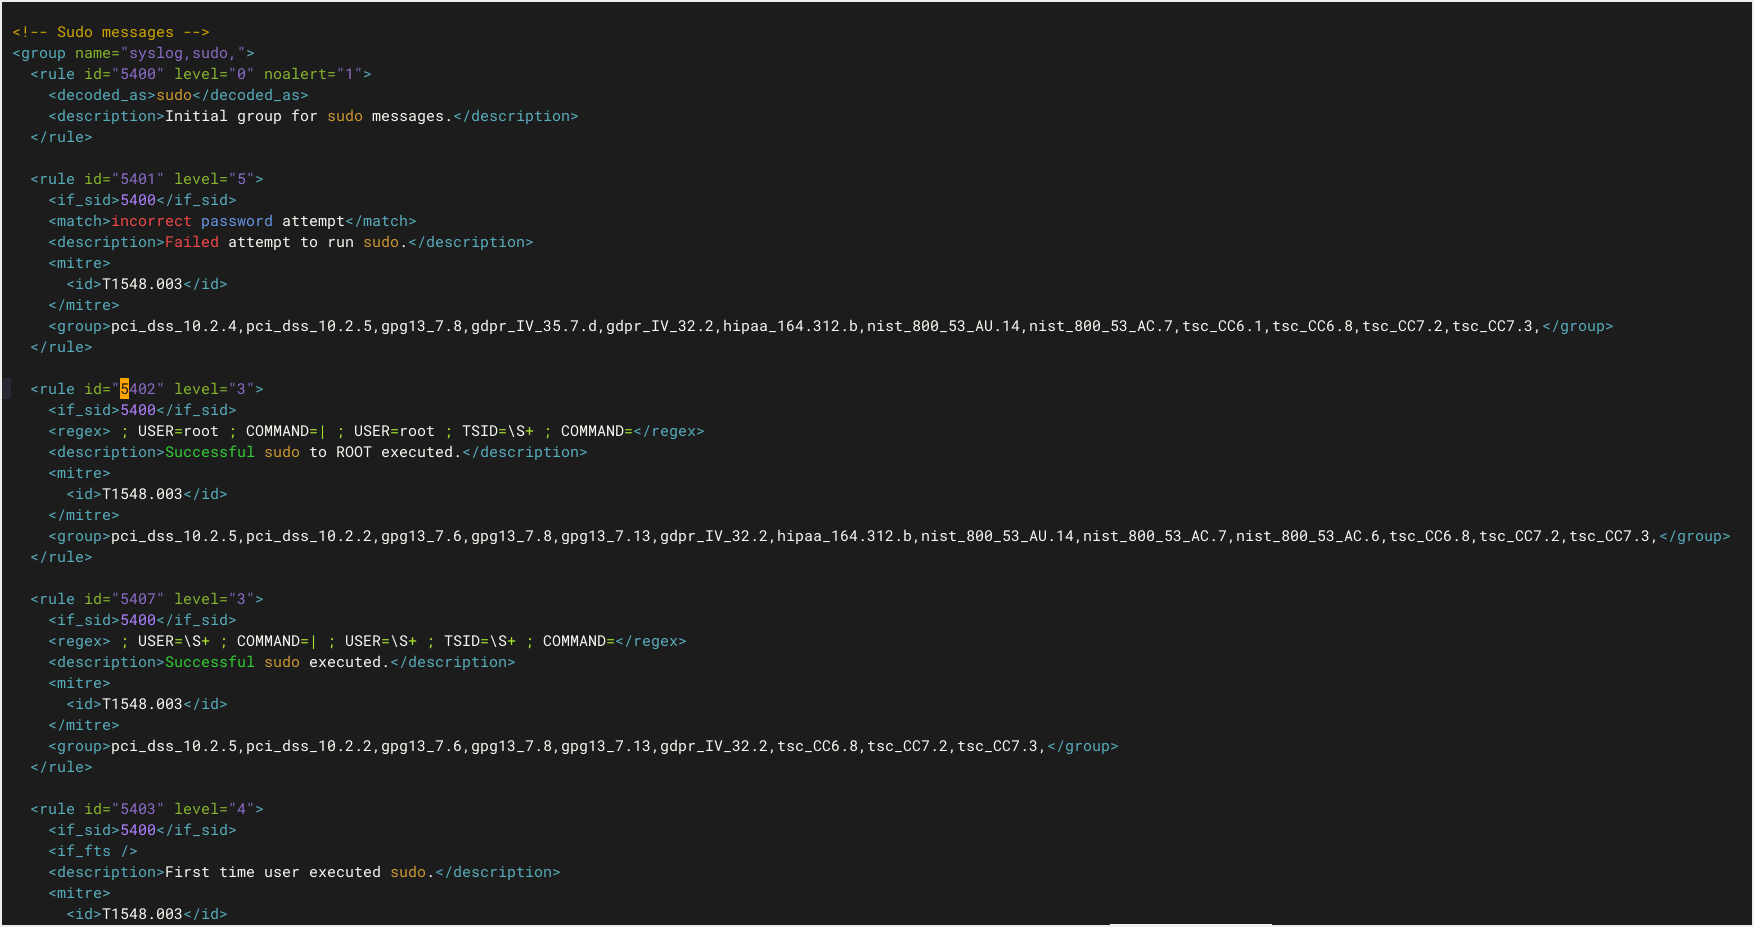 <!-- Sudo messages -->
<group name="syslog,sudo,">
  <rule id="5400" level="0" noalert="1">
    <decoded_as>sudo</decoded_as>
    <description>Initial group for sudo messages.</description>
  </rule>

  <rule id="5401" level="5">
    <if_sid>5400</if_sid>
    <match>incorrect password attempt</match>
    <description>Failed attempt to run sudo.</description>
    <mitre>
      <id>T1548.003</id>
    </mitre>
    <group>pci_dss_10.2.4,pci_dss_10.2.5,gpg13_7.8,gdpr_IV_35.7.d,gdpr_IV_32.2,hipaa_164.312.b,nist_800_53_AU.14,nist_800_53_AC.7,tsc_CC6.1,tsc_CC6.8,tsc_CC7.2,tsc_CC7.3,</group>
  </rule>

  <rule id="5402" level="3">
    <if_sid>5400</if_sid>
    <regex> ; USER=root ; COMMAND=| ; USER=root ; TSID=\S+ ; COMMAND=</regex>
    <description>Successful sudo to ROOT executed.</description>
    <mitre>
      <id>T1548.003</id>
    </mitre>
    <group>pci_dss_10.2.5,pci_dss_10.2.2,gpg13_7.6,gpg13_7.8,gpg13_7.13,gdpr_IV_32.2,hipaa_164.312.b,nist_800_53_AU.14,nist_800_53_AC.7,nist_800_53_AC.6,tsc_CC6.8,tsc_CC7.2,tsc_CC7.3,</group>
  </rule>

  <rule id="5407" level="3">
    <if_sid>5400</if_sid>
    <regex> ; USER=\S+ ; COMMAND=| ; USER=\S+ ; TSID=\S+ ; COMMAND=</regex>
    <description>Successful sudo executed.</description>
    <mitre>
      <id>T1548.003</id>
    </mitre>
    <group>pci_dss_10.2.5,pci_dss_10.2.2,gpg13_7.6,gpg13_7.8,gpg13_7.13,gdpr_IV_32.2,tsc_CC6.8,tsc_CC7.2,tsc_CC7.3,</group>
  </rule>

  <rule id="5403" level="4">
    <if_sid>5400</if_sid>
    <if_fts />
    <description>First time user executed sudo.</description>
    <mitre>
      <id>T1548.003</id>